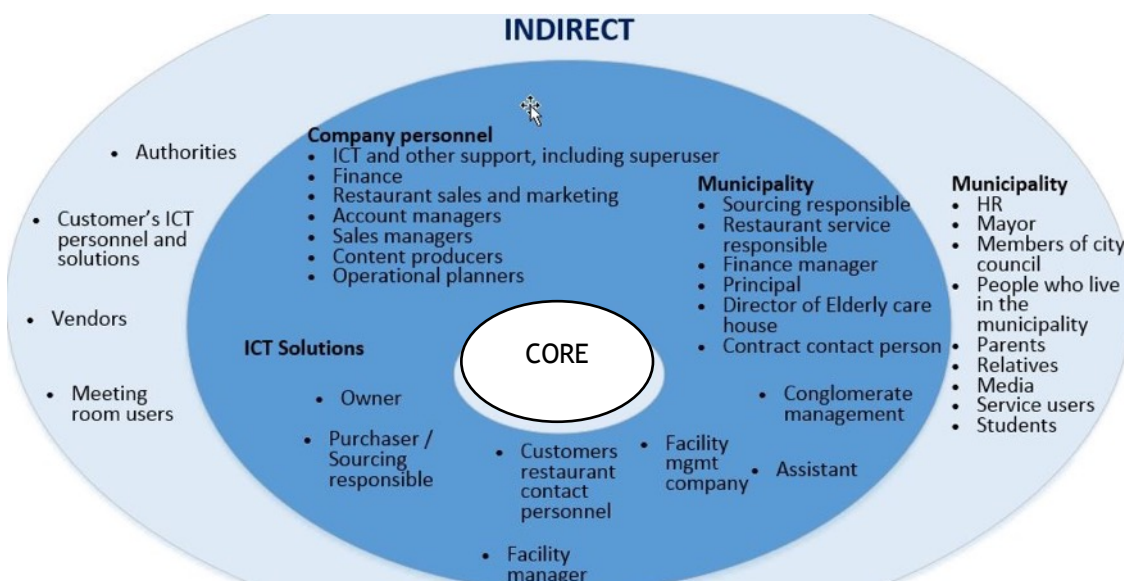 INDIRECT
• Authorities
• Customer's ICT
personnel and
solutions
• Vendors
• Meeting
room users
Company personnel
• ICT and other support, including superuser
• Finance
• Restaurant sales and marketing
• Account managers
• Sales managers
• Content producers
• Operational planners
Municipality
• Sourcing responsible
• Restaurant service
responsible
• Finance manager
• Principal
• Director of Elderly care
house
• Contract contact person
Municipality
• HR
• Mayor
• Members of city
council
• People who live
in the
municipality
• Parents
• Relatives
• Media
• Service users
• Students
CORE
ICT Solutions
• Owner
• Purchaser /
Sourcing
responsible
• Customers
restaurant
contact
personnel
• Facility
manager
• Facility
mgmt
company
• Conglomerate
management
• Assistant